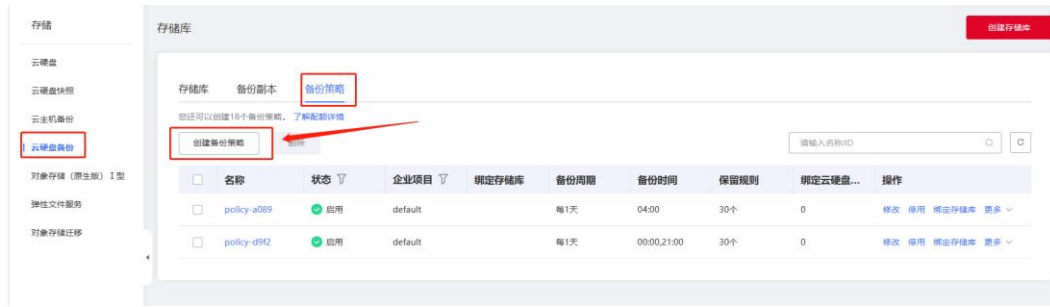 存储
云硬盘
云硬盘快照
云主机备份
云硬盘备份
对象存储（原生版）I型
弹性文件服务
对象存储迁移
存储库
创建存储库
存储库 备份副本 备份策略
您还可以创建18个备份策略。 了解配额详情
创建备份策略 删除 请输入名称/ID
名称 状态 企业项目 绑定存储库 备份周期 备份时间 保留规则 绑定云硬盘... 操作
policy-a089 启用 default 每1天 04:00 30个 0 修改 停用 绑定存储库 更多
policy-d9f2 启用 default 每1天 00:00,21:00 30个 0 修改 停用 绑定存储库 更多